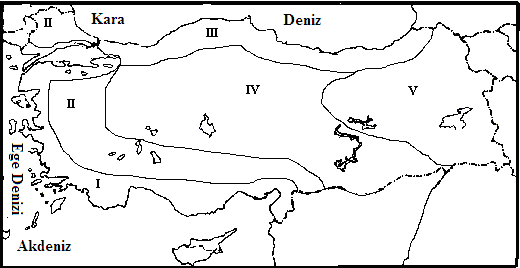 Kara
Deniz
II
III
IV
V
II
I
Ege Denizi
Akdeniz